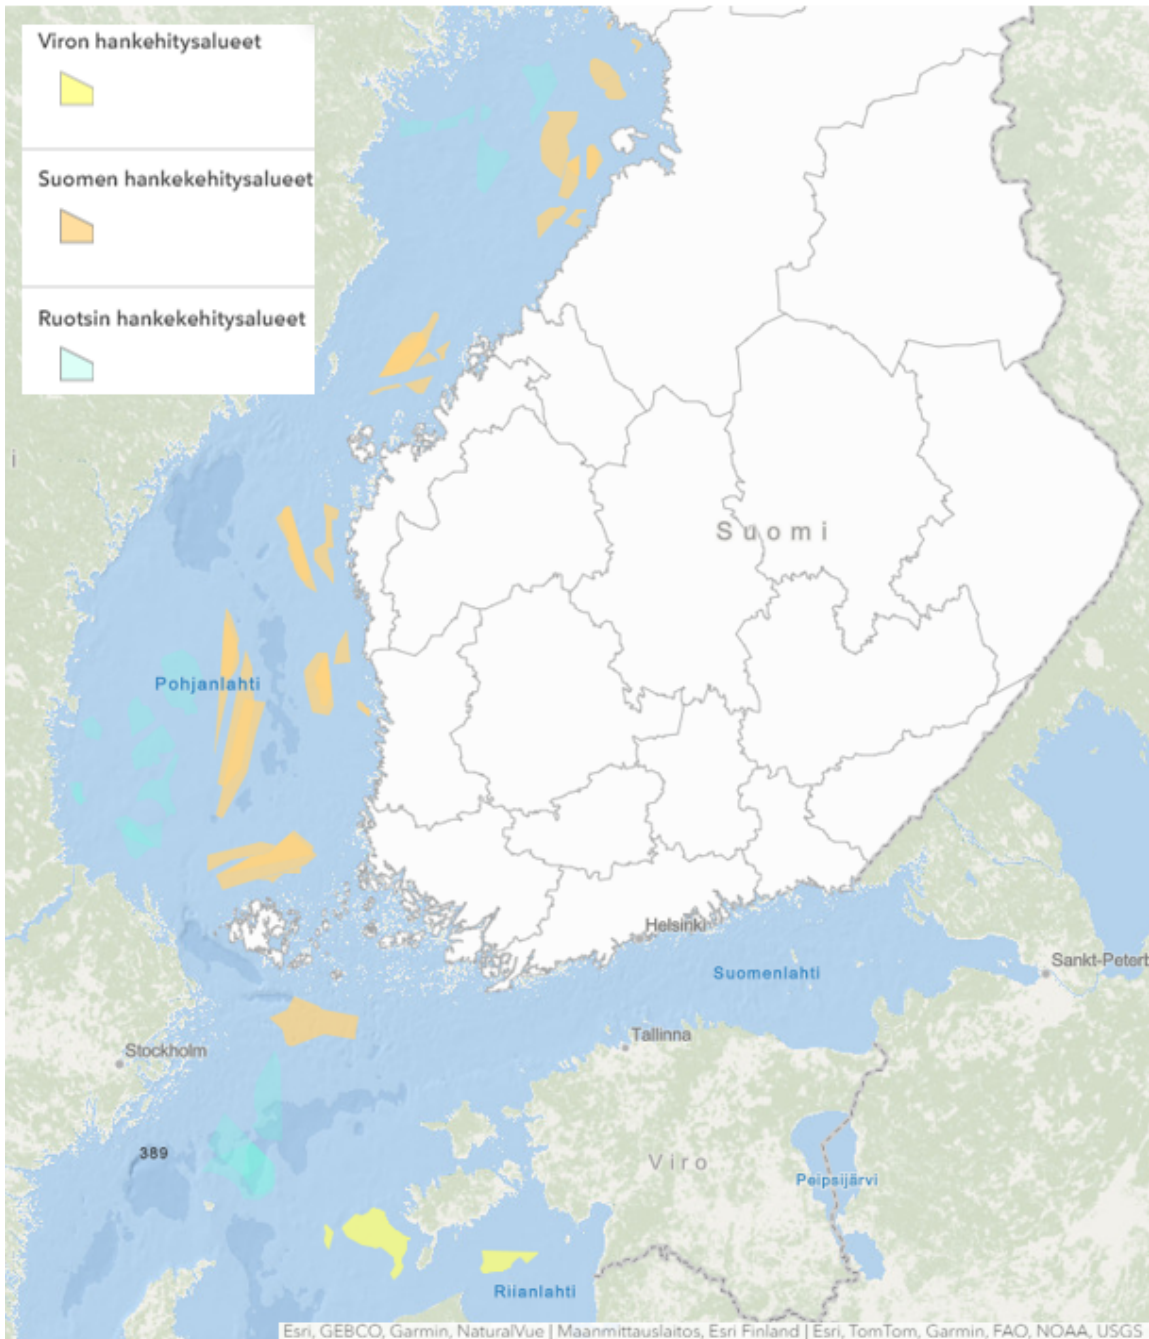 Viron hankehitysalueet
Suomen hankekehitysalueet
Ruotsin hankekehitysalueet
i
Suomi
Pohjanlahti
Helsinki
Suomenlahti
Sankt-Peterb
Tallinna
Stockholm
389
Viro
Peipsijärvi
Riianlahti
Esri, GEBCO, Garmin, NaturalVue | Maanmittauslaitos, Esri Finland | Esri, TomTom, Garmin, FAO, NOAA, USGS